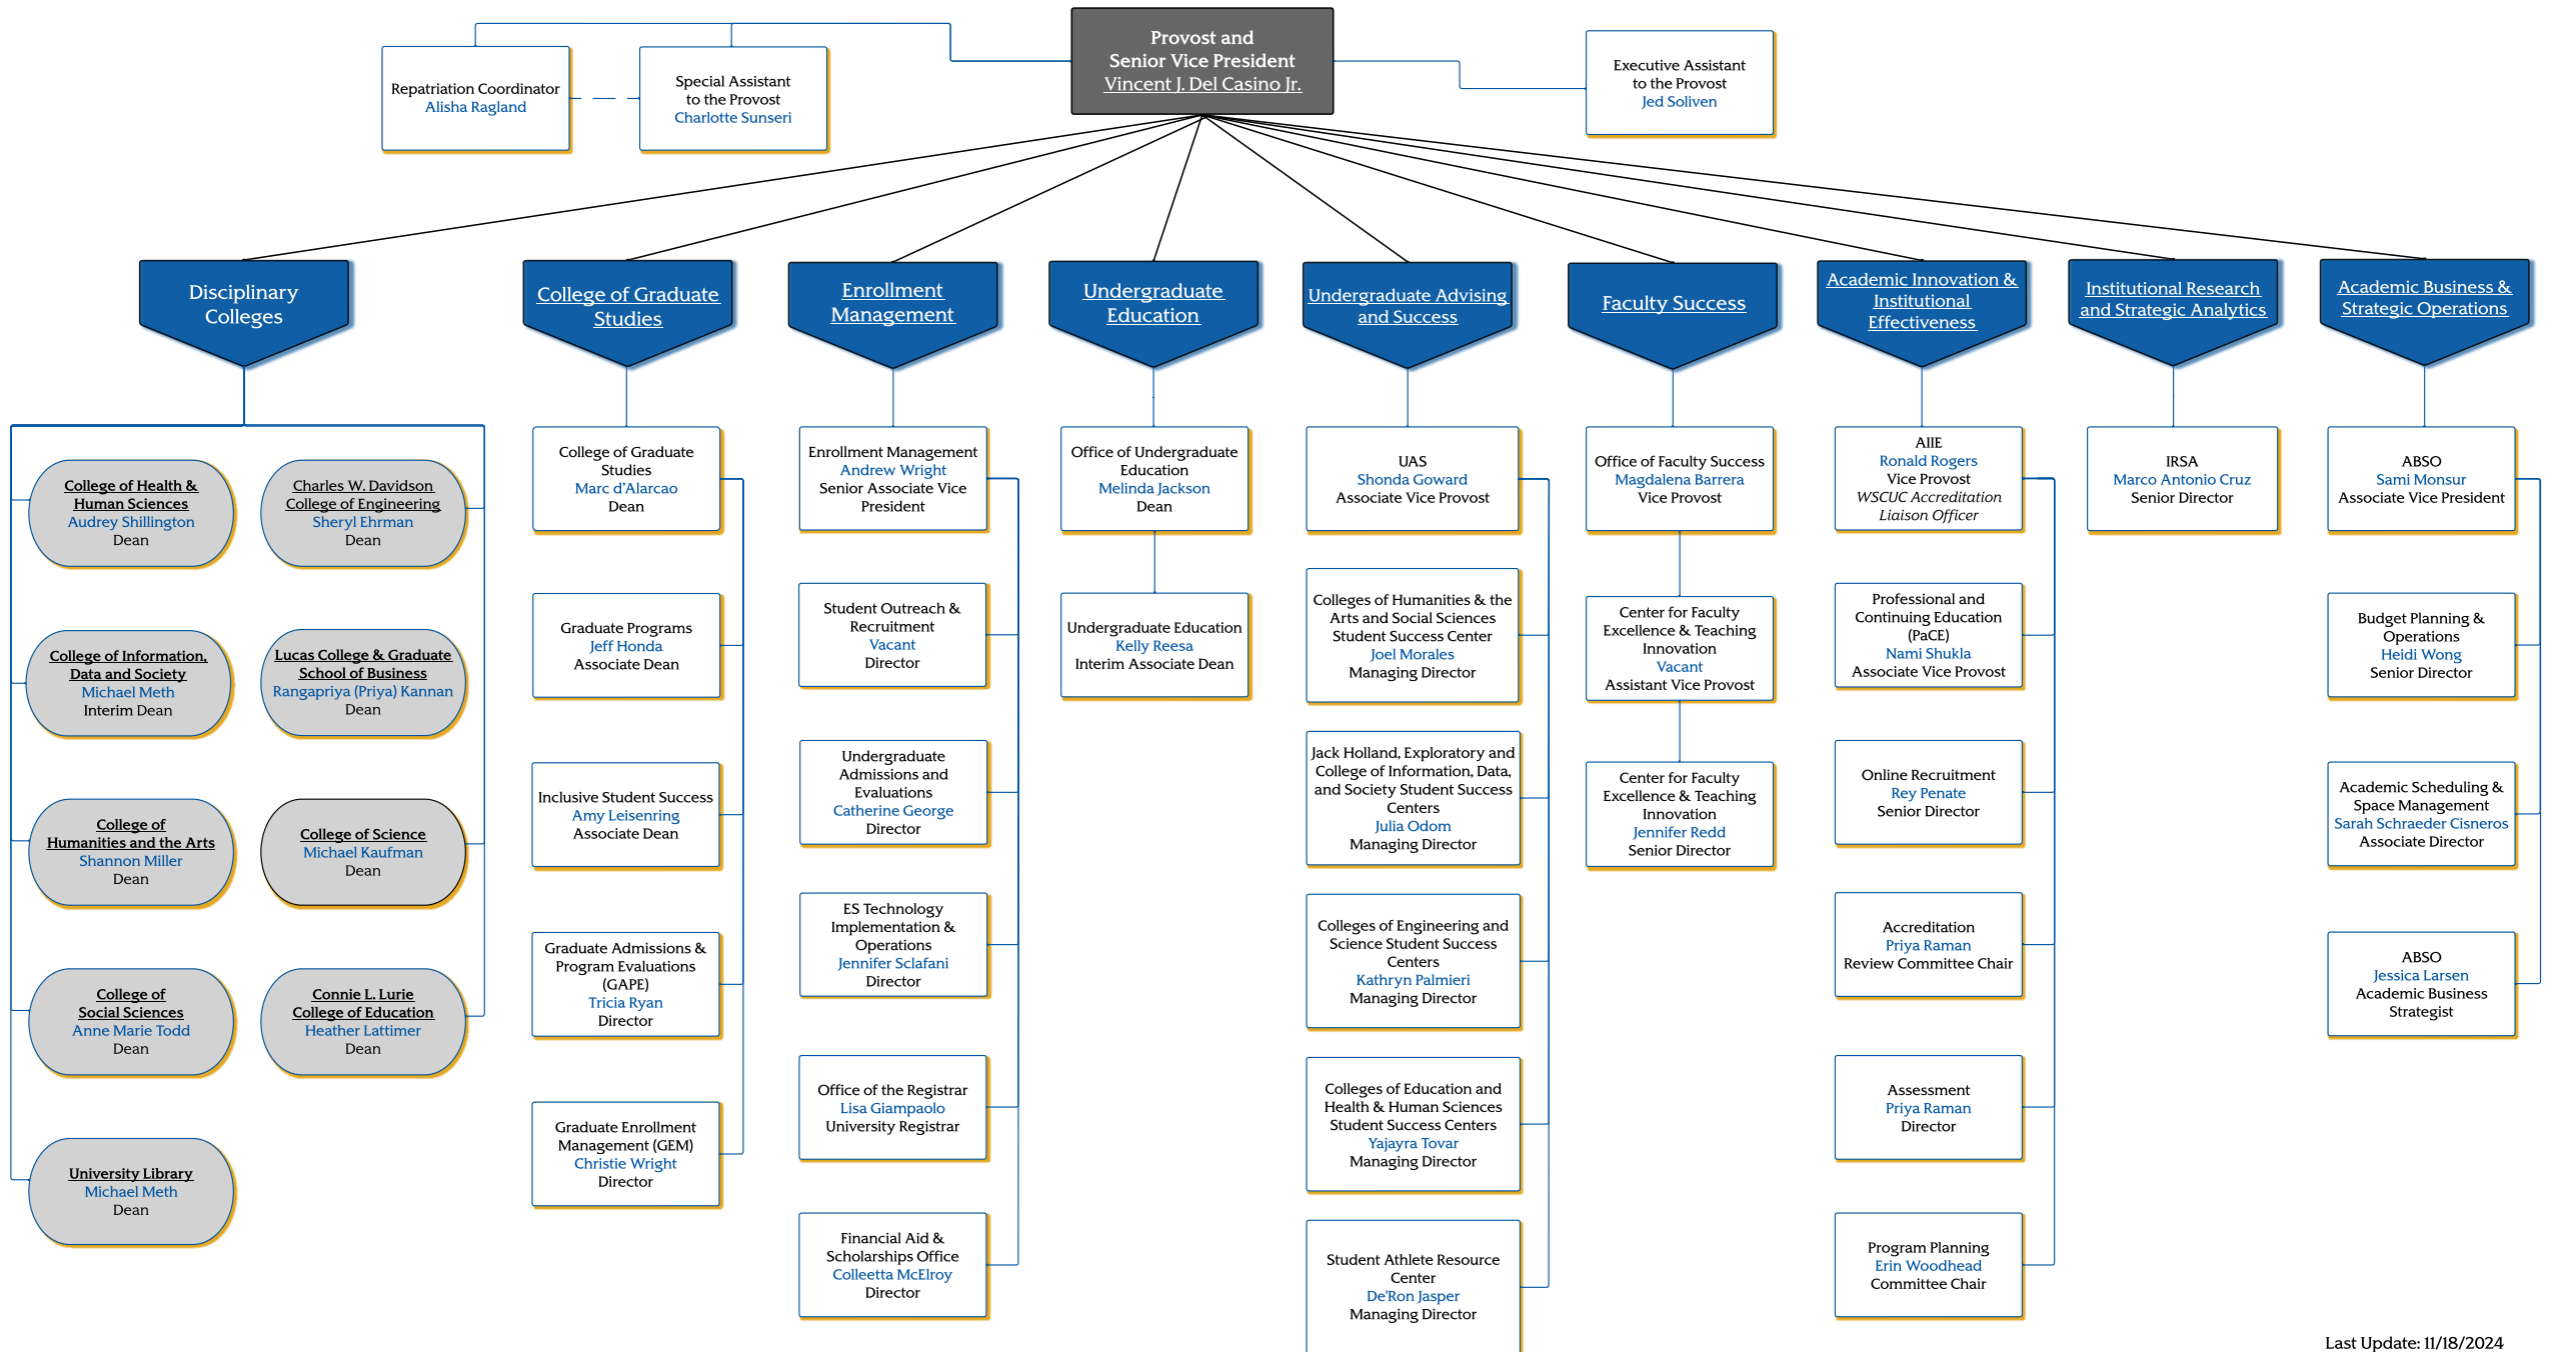 Provost and
Senior Vice President
Vincent J. Del Casino Jr.
Repatriation Coordinator
Alisha Ragland
Special Assistant
to the Provost
Charlotte Sunseri
Executive Assistant
to the Provost
Jed Soliven
Disciplinary
Colleges
College of Graduate
Studies
Enrollment
Management
Undergraduate
Education
Undergraduate Advising
and Success
Faculty Success
Academic Innovation &
Institutional
Effectiveness
Institutional Research
and Strategic Analytics
Academic Business &
Strategic Operations
College of Health &
Human Sciences
Audrey Shillington
Dean
Charles W. Davidson
College of Engineering
Sheryl Ehrman
Dean
College of Information,
Data and Society
Michael Meth
Interim Dean
Lucas College & Graduate
School of Business
Rangapriya (Priya) Kannan
Dean
College of
Humanities and the Arts
Shannon Miller
Dean
College of Science
Michael Kaufman
Dean
College of
Social Sciences
Anne Marie Todd
Dean
Connie L. Lurie
College of Education
Heather Lattimer
Dean
University Library
Michael Meth
Dean
College of Graduate
Studies
Marc d'Alarcao
Dean
Graduate Programs
Jeff Honda
Associate Dean
Inclusive Student Success
Amy Leisenring
Associate Dean
Graduate Admissions &
Program Evaluations
(GAPE)
Tricia Ryan
Director
Graduate Enrollment
Management (GEM)
Christie Wright
Director
Enrollment Management
Andrew Wright
Senior Associate Vice
President
Student Outreach &
Recruitment
Vacant
Director
Undergraduate
Admissions and
Evaluations
Catherine George
Director
ES Technology
Implementation &
Operations
Jennifer Sclafani
Director
Office of the Registrar
Lisa Giampaolo
University Registrar
Financial Aid &
Scholarships Office
Colleetta McElroy
Director
Office of Undergraduate
Education
Melinda Jackson
Dean
Undergraduate Education
Kelly Reesa
Interim Associate Dean
UAS
Shonda Goward
Associate Vice Provost
Colleges of Humanities & the
Arts and Social Sciences
Student Success Center
Joel Morales
Managing Director
Jack Holland, Exploratory and
College of Information, Data,
and Society Student Success
Centers
Julia Odom
Managing Director
Colleges of Engineering and
Science Student Success
Centers
Kathryn Palmieri
Managing Director
Colleges of Education and
Health & Human Sciences
Student Success Centers
Yajayra Tovar
Managing Director
Student Athlete Resource
Center
De'Ron Jasper
Managing Director
Office of Faculty Success
Magdalena Barrera
Vice Provost
Center for Faculty
Excellence & Teaching
Innovation
Vacant
Assistant Vice Provost
Center for Faculty
Excellence & Teaching
Innovation
Jennifer Redd
Senior Director
AIIE
Ronald Rogers
Vice Provost
WSCUC Accreditation
Liaison Officer
Professional and
Continuing Education
(PaCE)
Nami Shukla
Associate Vice Provost
Online Recruitment
Rey Penate
Senior Director
Accreditation
Priya Raman
Review Committee Chair
Assessment
Priya Raman
Director
Program Planning
Erin Woodhead
Committee Chair
IRSA
Marco Antonio Cruz
Senior Director
ABSO
Sami Monsur
Associate Vice President
Budget Planning &
Operations
Heidi Wong
Senior Director
Academic Scheduling &
Space Management
Sarah Schraeder Cisneros
Associate Director
ABSO
Jessica Larsen
Academic Business
Strategist
Last Update: 11/18/2024